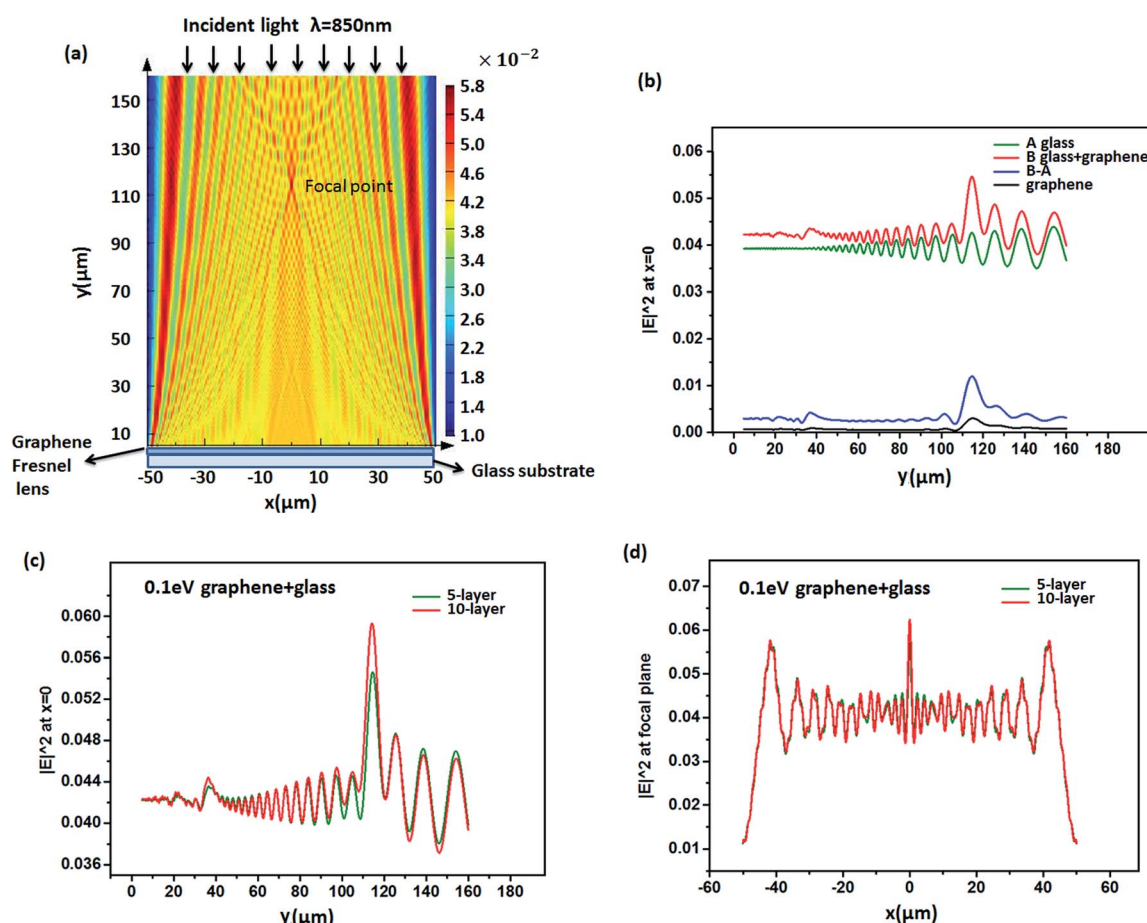 Incident light λ=850nm
(a)
× 10⁻²
Focal point
y(μm)
150
130
110
90
70
50
30
10
5.8
5.4
5.0
4.6
4.2
3.8
3.4
3.0
2.6
2.2
1.8
1.4
1.0
Graphene
Fresnel
lens
Glass substrate
-50 -30 -10 10 30 50
x(μm)
(b)
A glass
B glass+graphene
B-A
graphene
|E|^2 at x=0
0.06
0.05
0.04
0.03
0.02
0.01
0.00
0 20 40 60 80 100 120 140 160 180
y(μm)
(c)
0.1eV graphene+glass
5-layer
10-layer
|E|^2 at x=0
0.060
0.056
0.052
0.048
0.044
0.040
0.036
0 20 40 60 80 100 120 140 160 180
y(μm)
(d)
0.1eV graphene+glass
5-layer
10-layer
|E|^2 at focal plane
0.07
0.06
0.05
0.04
0.03
0.02
0.01
-60 -40 -20 0 20 40 60
x(μm)